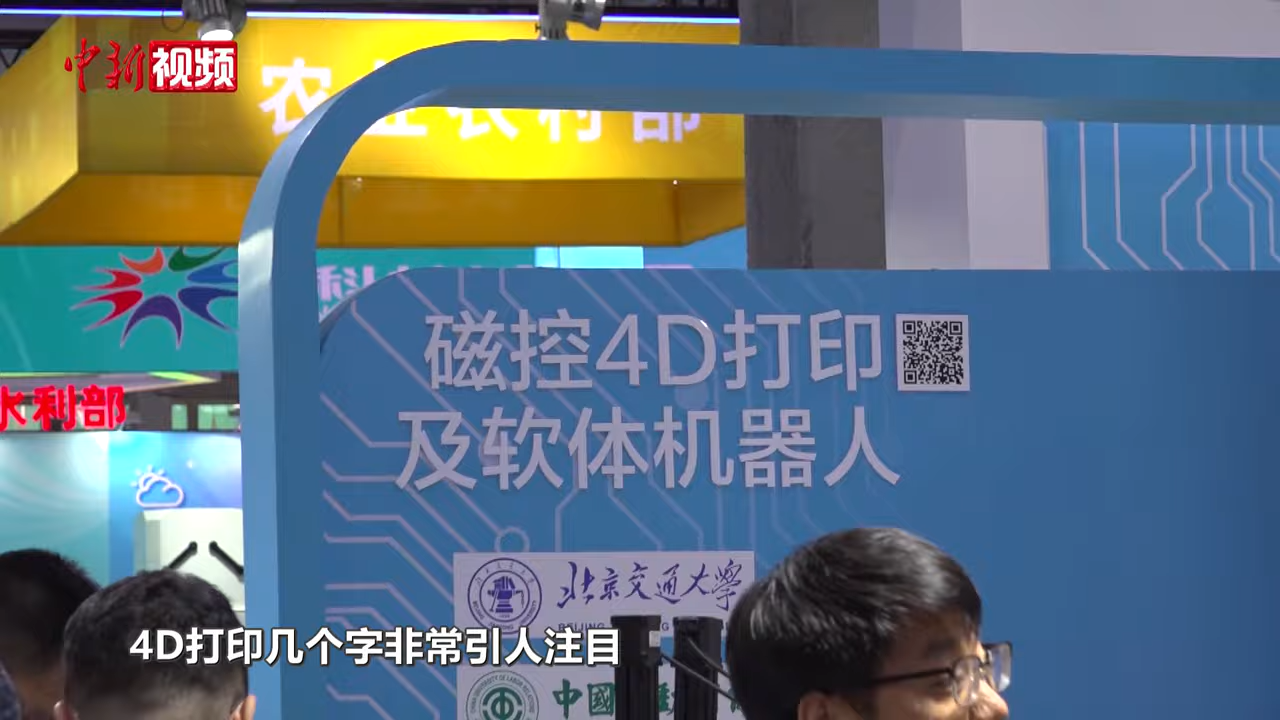 中新视频
农业农村部
水利部
磁控4D打印
及软体机器人
北京交通大学
4D打印几个字非常引人注目
中國